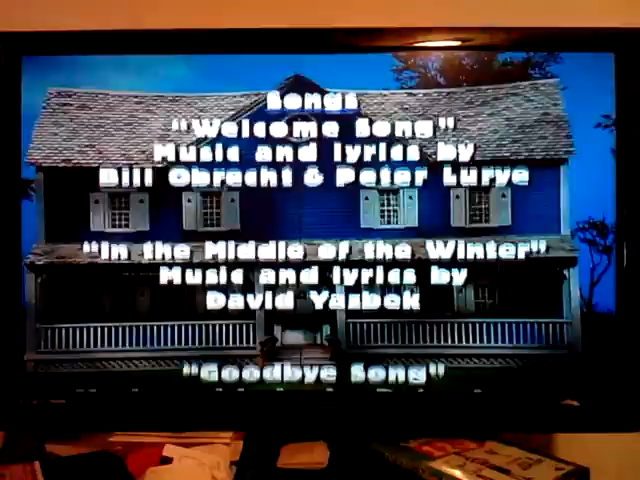 Songs
"Welcome Song"
Music and lyrics by
Bill Obrecht & Peter Lurye
"In the Middle of the Winter"
Music and lyrics by
David Yazbek
"Goodbye Song"